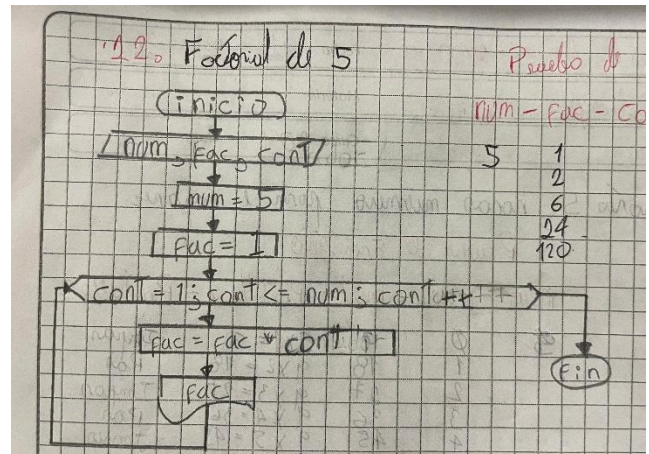 12. Factorial de 5
Prueba de
inicio
num - fac - Co
num, fac, cont
5 1
2
num = 5
6
24
fac = 1
120
cont = 1; cont <= num; cont++
fac = fac * cont
fac
fin